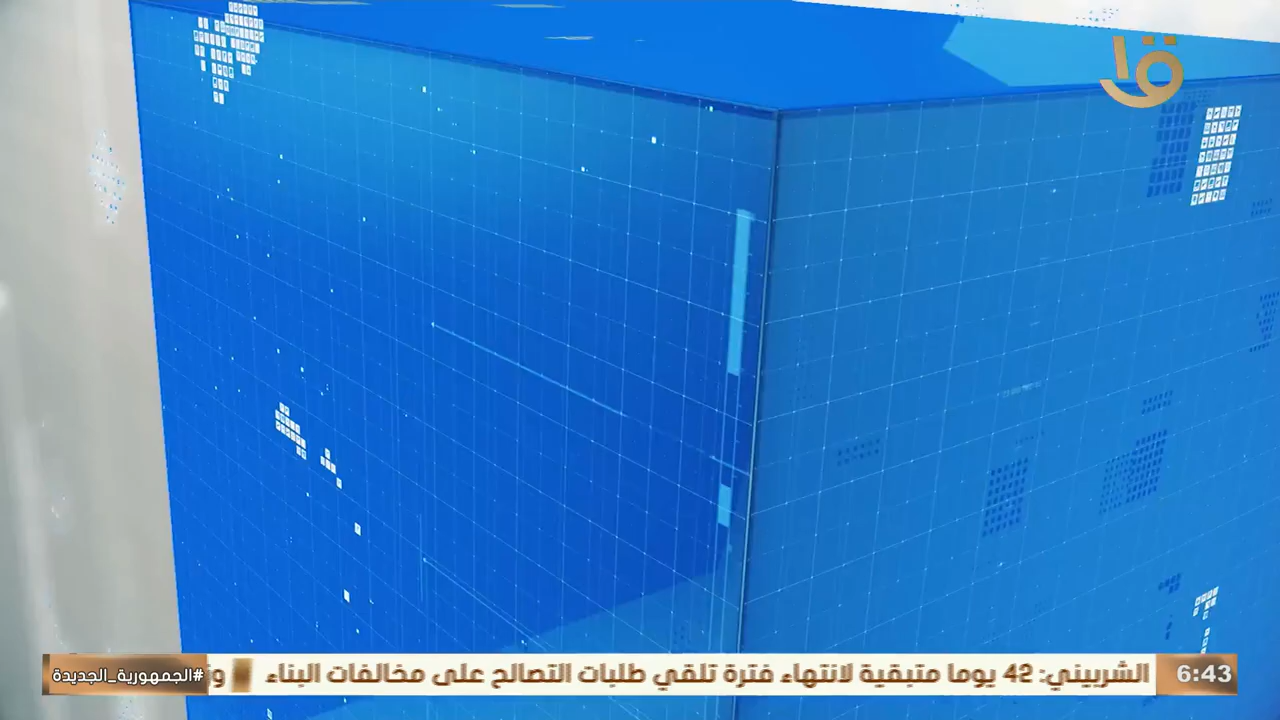 الشربيني: 42 يوما متبقية لانتهاء فترة تلقي طلبات التصالح على مخالفات البناء
#الجمهورية_الجديدة
6:43